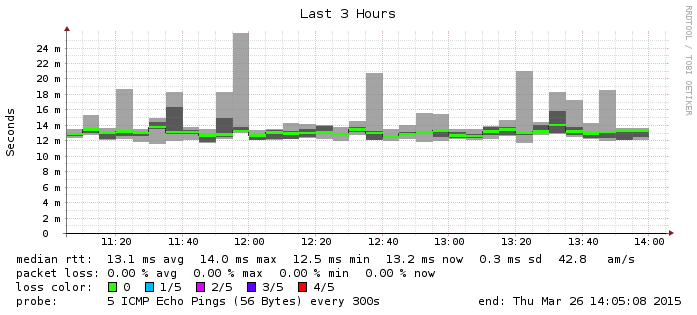 Last 3 Hours
RRDTOOL / TOBI OETIKER
Seconds
24 m
22 m
20 m
18 m
16 m
14 m
12 m
10 m
8 m
6 m
4 m
2 m
0
11:20 11:40 12:00 12:20 12:40 13:00 13:20 13:40 14:00
median rtt: 13.1 ms avg 14.0 ms max 12.5 ms min 13.2 ms now 0.3 ms sd 42.8 am/s
packet loss: 0.00 % avg 0.00 % max 0.00 % min 0.00 % now
loss color: 0 1/5 2/5 3/5 4/5
probe: 5 ICMP Echo Pings (56 Bytes) every 300s end: Thu Mar 26 14:05:08 2015